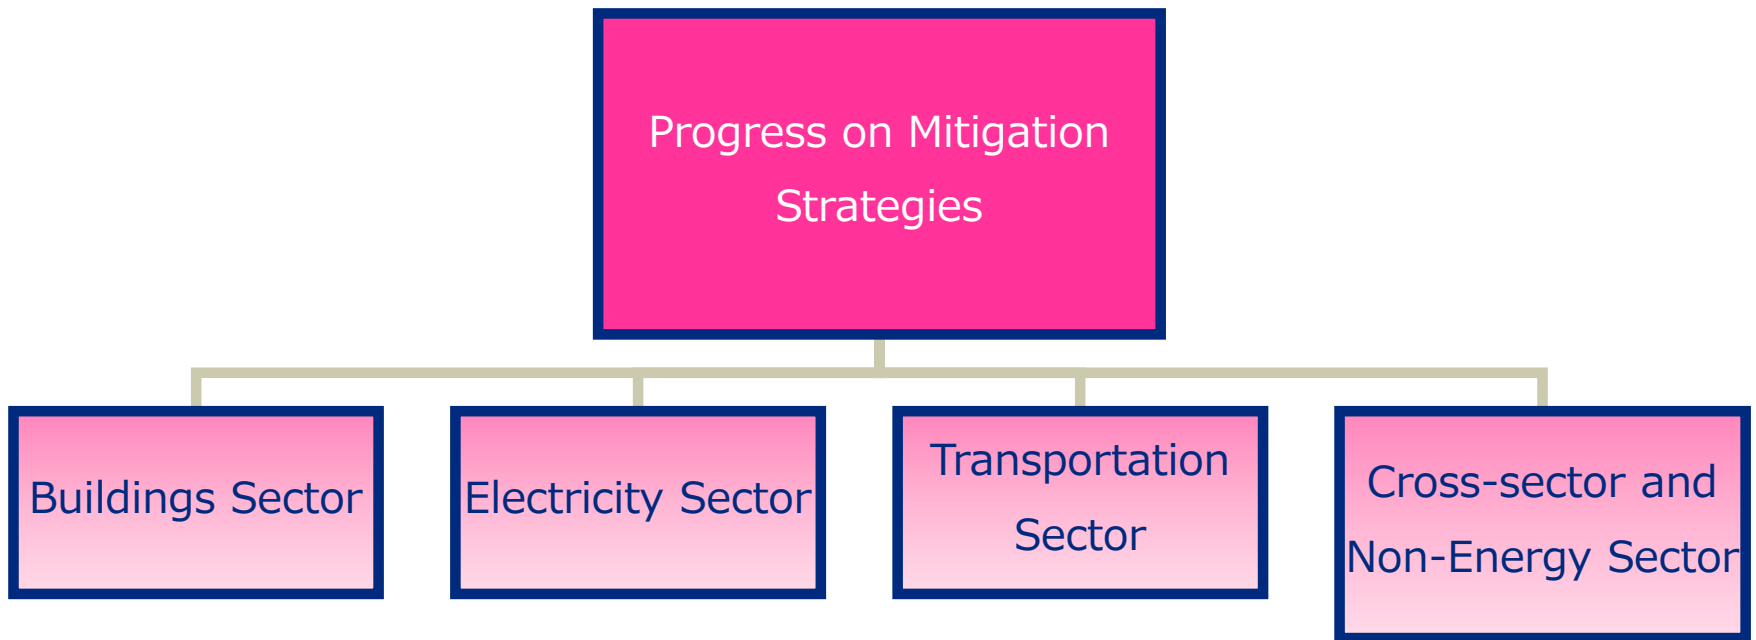 Progress on Mitigation
Strategies
Buildings Sector
Electricity Sector
Transportation
Sector
Cross-sector and
Non-Energy Sector